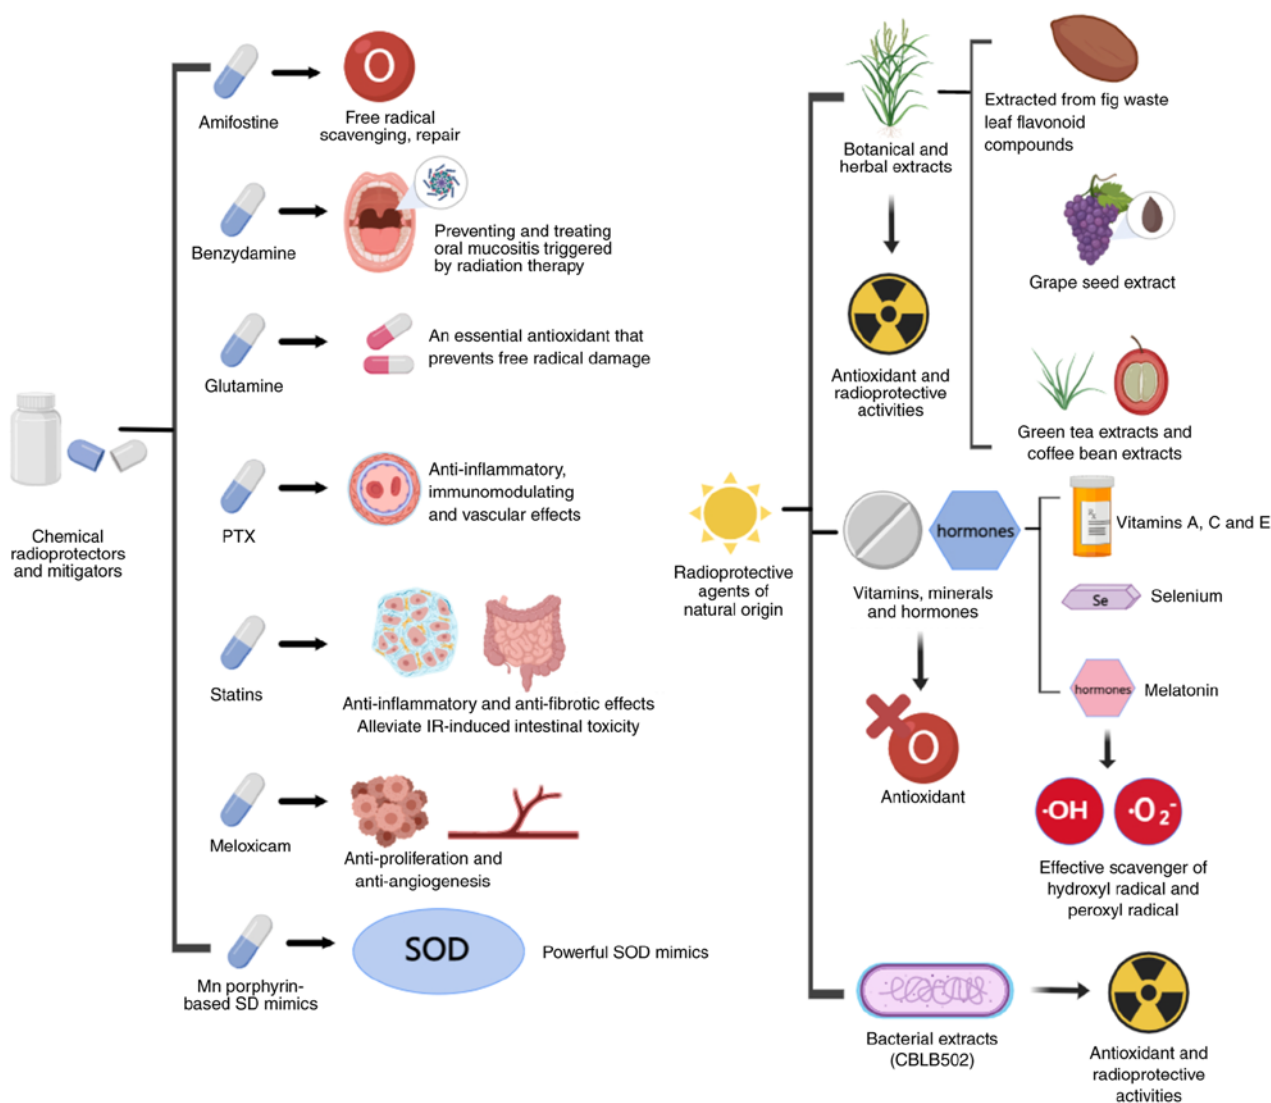 Chemical
radioprotectors
and mitigators
Amifostine
O
Free radical
scavenging, repair
Benzydamine
Preventing and treating
oral mucositis triggered
by radiation therapy
Glutamine
An essential antioxidant that
prevents free radical damage
PTX
Anti-inflammatory,
immunomodulating
and vascular effects
Statins
Anti-inflammatory and anti-fibrotic effects
Alleviate IR-induced intestinal toxicity
Meloxicam
Anti-proliferation and
anti-angiogenesis
Mn porphyrin-
based SD mimics
SOD
Powerful SOD mimics
Radioprotective
agents of
natural origin
Botanical and
herbal extracts
Extracted from fig waste
leaf flavonoid
compounds
Grape seed extract
Green tea extracts and
coffee bean extracts
Antioxidant and
radioprotective
activities
hormones
Vitamins, minerals
and hormones
Rx
Vitamins A, C and E
Se
Selenium
hormones
Melatonin
O
Antioxidant
·OH
·O₂⁻
Effective scavenger of
hydroxyl radical and
peroxyl radical
Bacterial extracts
(CBLB502)
Antioxidant and
radioprotective
activities